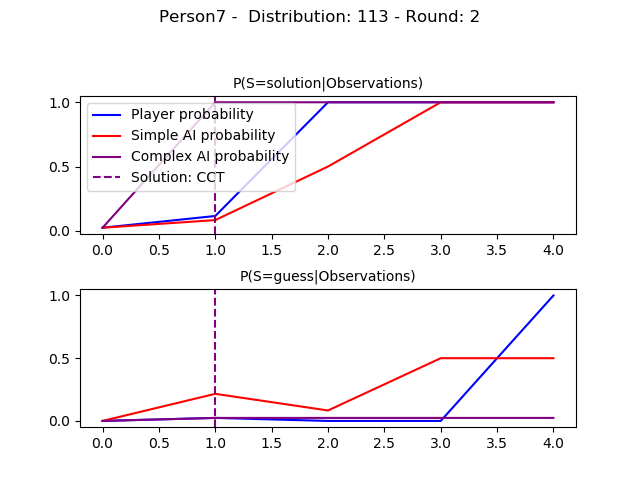 Person7 -  Distribution: 113 - Round: 2
P(S=solution|Observations)
1.0
0.5
0.0
Player probability
Simple AI probability
Complex AI probability
Solution: CCT
0.0 0.5 1.0 1.5 2.0 2.5 3.0 3.5 4.0
P(S=guess|Observations)
1.0
0.5
0.0
0.0 0.5 1.0 1.5 2.0 2.5 3.0 3.5 4.0